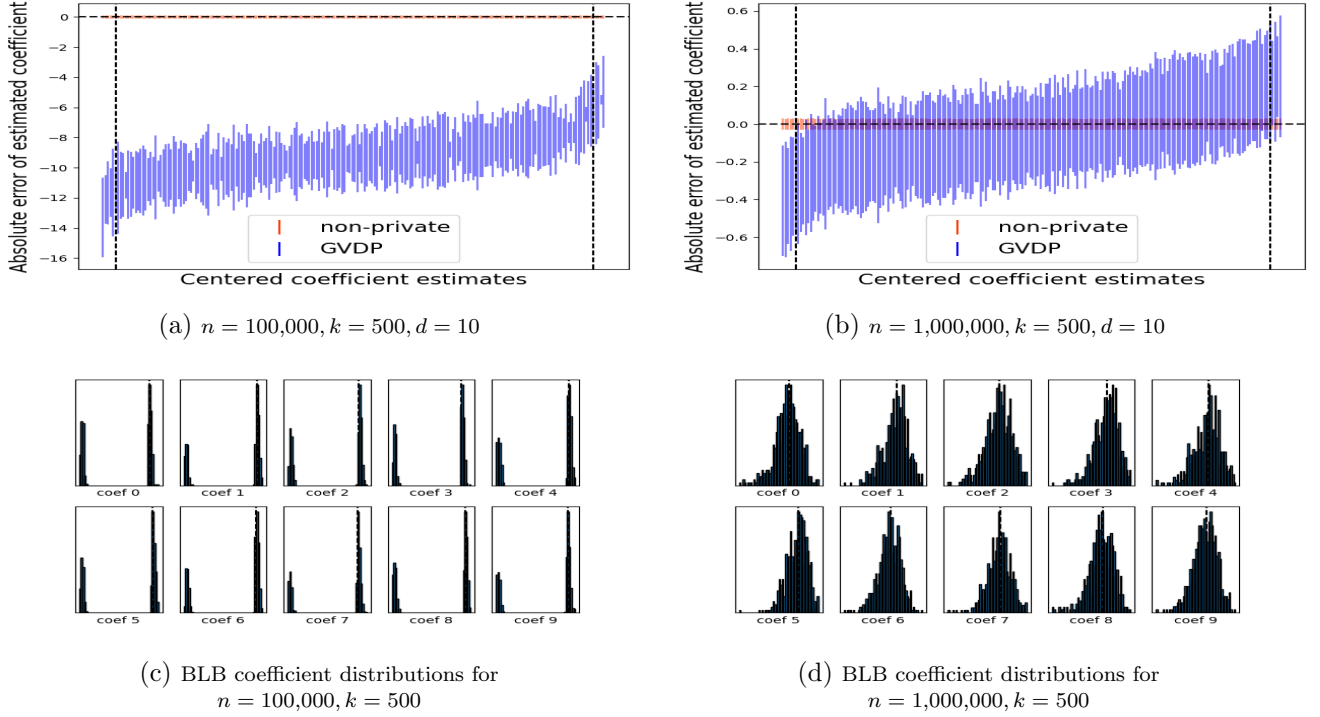 Absolute error of estimated coefficient
0
−2
−4
−6
−8
−10
−12
−14
−16
non-private
GVDP
Centered coefficient estimates
(a) n = 100,000, k = 500, d = 10
Absolute error of estimated coefficient
0.6
0.4
0.2
0.0
−0.2
−0.4
−0.6
non-private
GVDP
Centered coefficient estimates
(b) n = 1,000,000, k = 500, d = 10
coef 0 coef 1 coef 2 coef 3 coef 4
coef 5 coef 6 coef 7 coef 8 coef 9
(c) BLB coefficient distributions for
n = 100,000, k = 500
coef 0 coef 1 coef 2 coef 3 coef 4
coef 5 coef 6 coef 7 coef 8 coef 9
(d) BLB coefficient distributions for
n = 1,000,000, k = 500